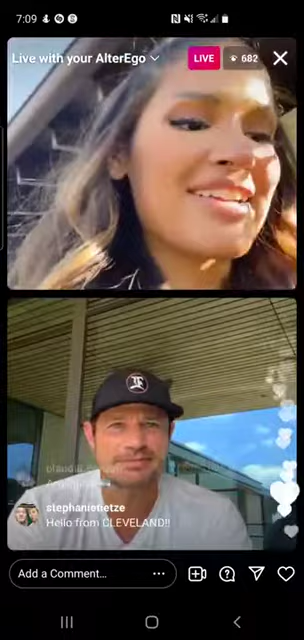 7:09
Live with your AlterEgo
LIVE
682
stephanietietze
Hello from CLEVELAND!!
Add a Comment...